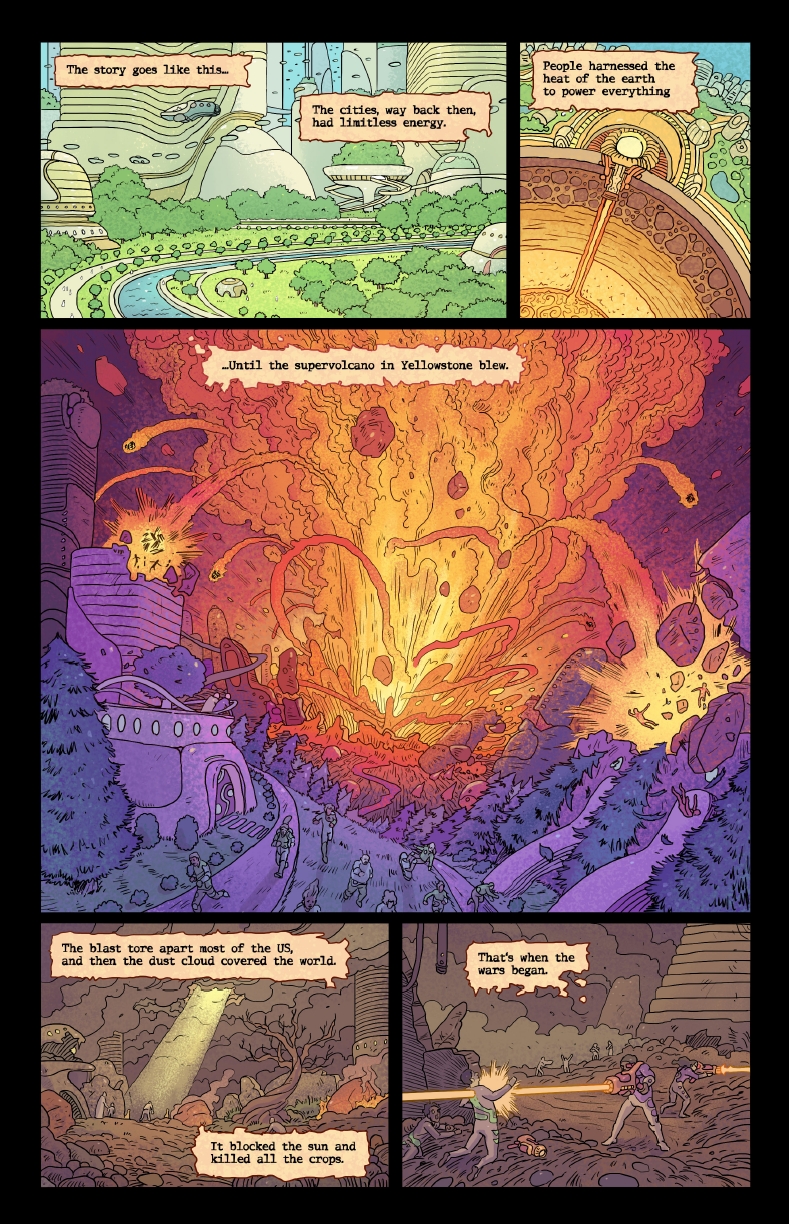 The story goes like this...
The cities, way back then,
had limitless energy.
People harnessed the
heat of the earth
to power everything
...Until the supervolcano in Yellowstone blew.
The blast tore apart most of the US,
and then the dust cloud covered the world.
It blocked the sun and
killed all the crops.
That's when the
wars began.